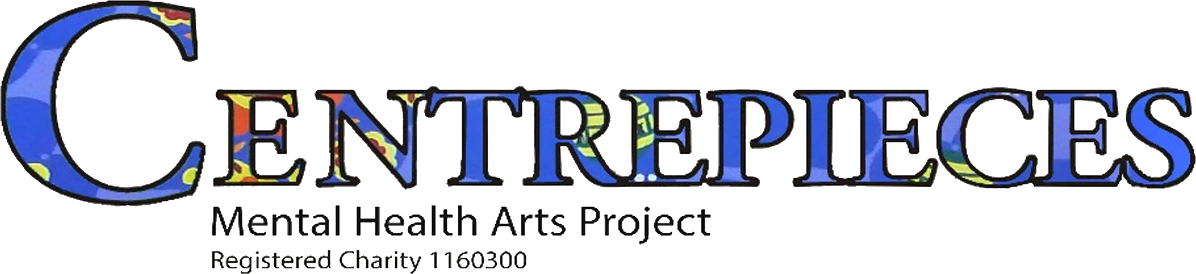 CENTREPIECES
Mental Health Arts Project
Registered Charity 1160300